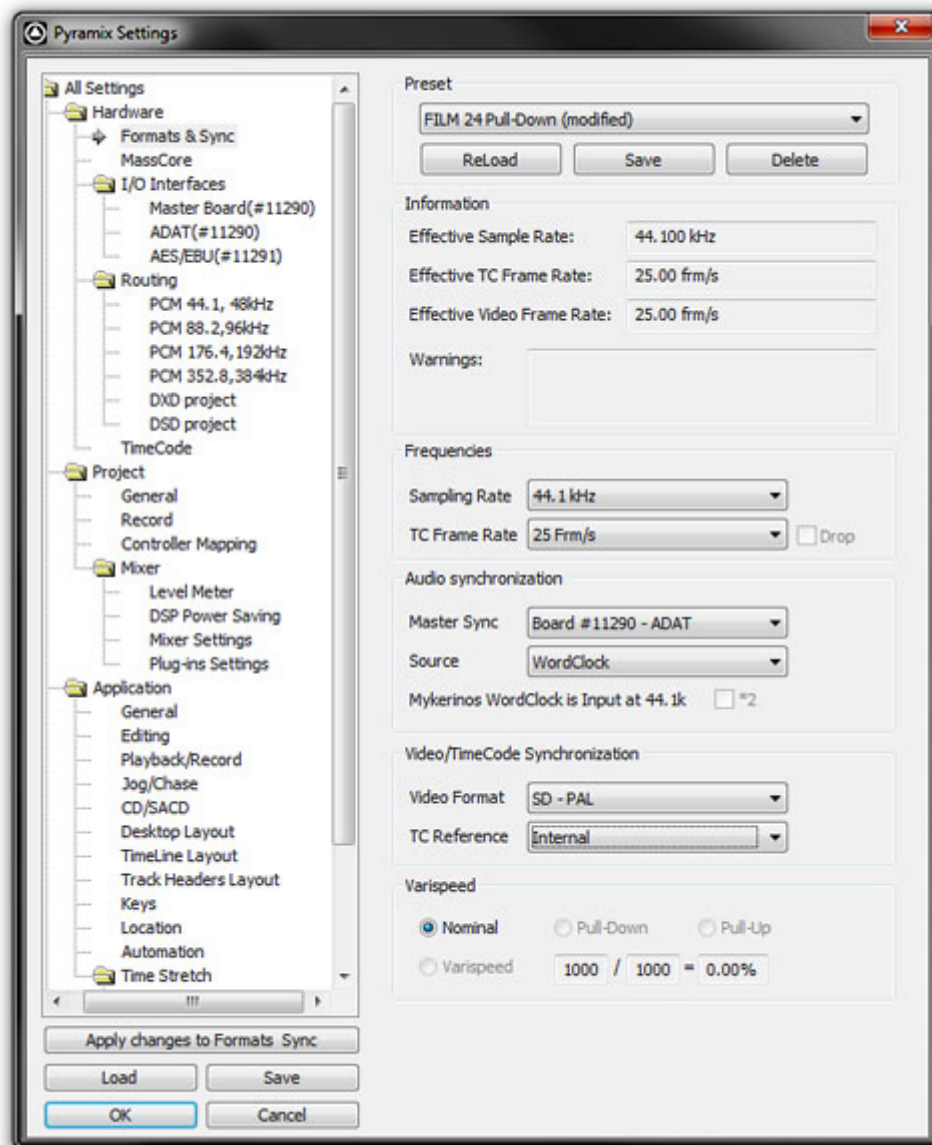 Pyramix Settings
All Settings
Hardware
Formats & Sync
MassCore
I/O Interfaces
Master Board(#11290)
ADAT(#11290)
AES/EBU(#11291)
Routing
PCM 44.1, 48kHz
PCM 88.2,96kHz
PCM 176.4,192kHz
PCM 352.8,384kHz
DXD project
DSD project
TimeCode
Project
General
Record
Controller Mapping
Mixer
Level Meter
DSP Power Saving
Mixer Settings
Plug-ins Settings
Application
General
Editing
Playback/Record
Jog/Chase
CD/SACD
Desktop Layout
TimeLine Layout
Track Headers Layout
Keys
Location
Automation
Time Stretch
Apply changes to Formats Sync
Load Save
OK Cancel
Preset
FILM 24 Pull-Down (modified)
ReLoad Save Delete
Information
Effective Sample Rate: 44.100 kHz
Effective TC Frame Rate: 25.00 frm/s
Effective Video Frame Rate: 25.00 frm/s
Warnings:
Frequencies
Sampling Rate 44.1 kHz
TC Frame Rate 25 Frm/s Drop
Audio synchronization
Master Sync Board #11290 - ADAT
Source WordClock
Mykerinos WordClock is Input at 44.1k *2
Video/TimeCode Synchronization
Video Format SD - PAL
TC Reference Internal
Varispeed
Nominal Pull-Down Pull-Up
Varispeed 1000 / 1000 = 0.00%